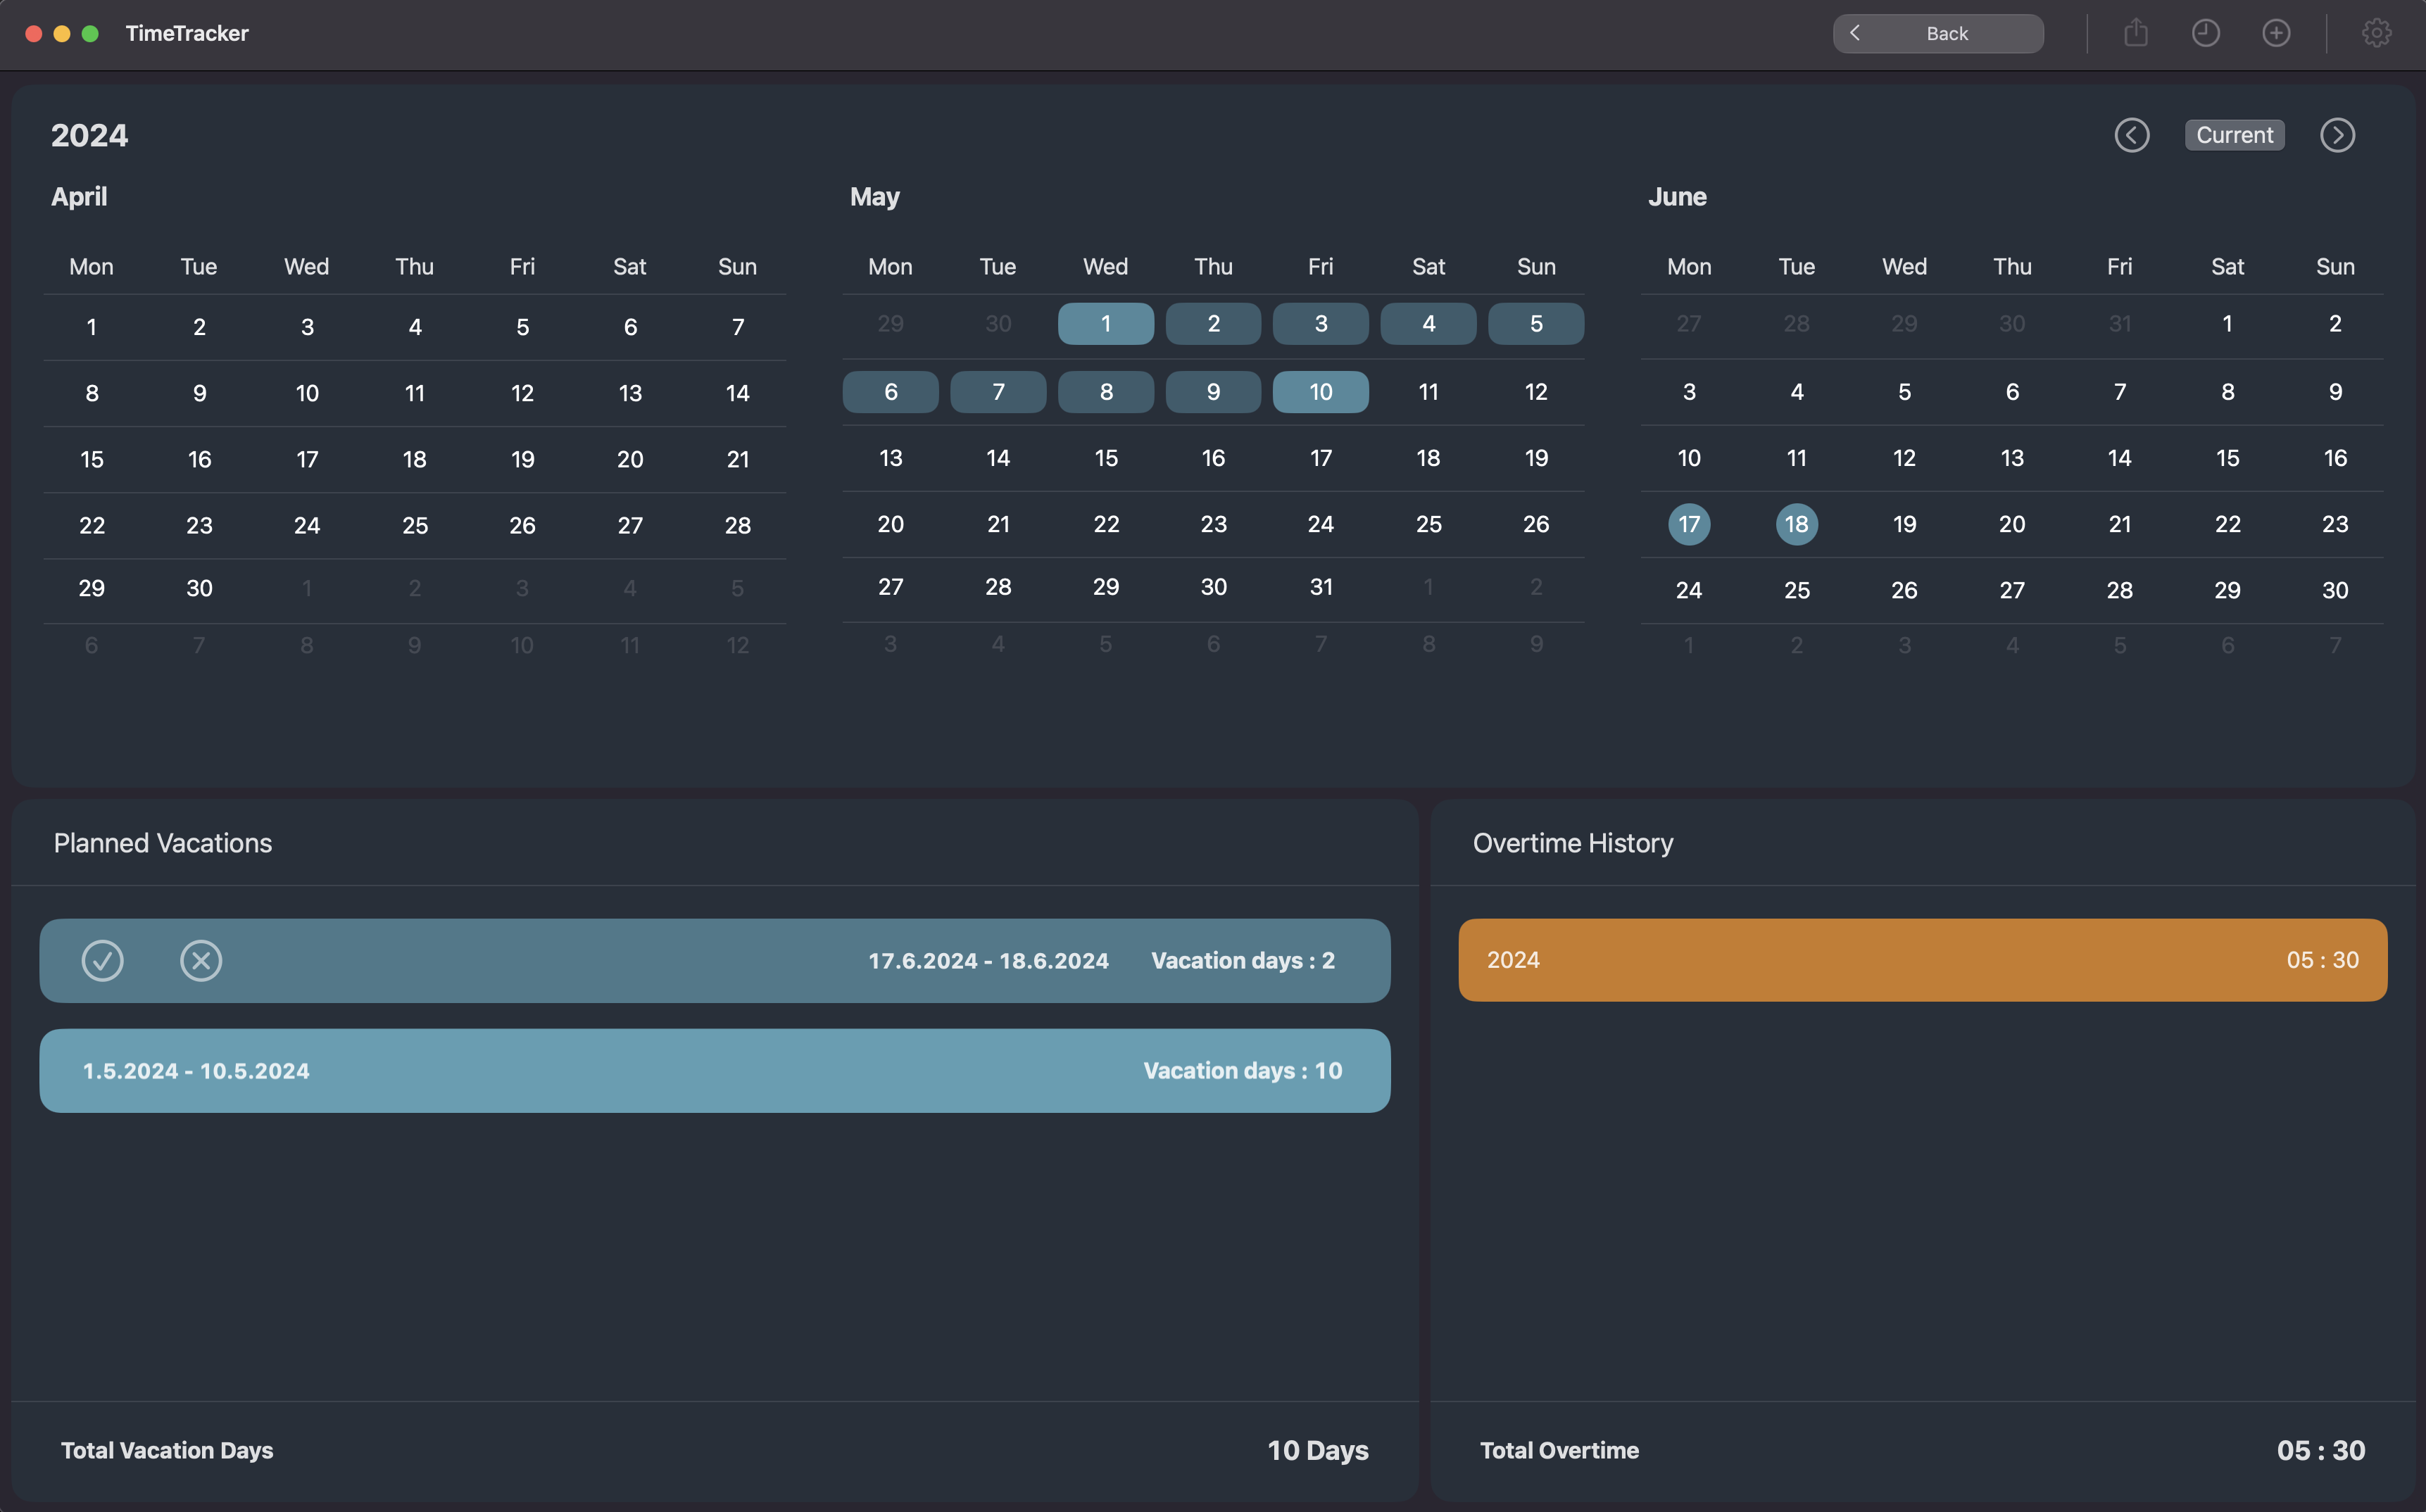 TimeTracker
Back
2024
Current
April
Mon Tue Wed Thu Fri Sat Sun
1 2 3 4 5 6 7
8 9 10 11 12 13 14
15 16 17 18 19 20 21
22 23 24 25 26 27 28
29 30 1 2 3 4 5
6 7 8 9 10 11 12
May
Mon Tue Wed Thu Fri Sat Sun
29 30 1 2 3 4 5
6 7 8 9 10 11 12
13 14 15 16 17 18 19
20 21 22 23 24 25 26
27 28 29 30 31 1 2
3 4 5 6 7 8 9
June
Mon Tue Wed Thu Fri Sat Sun
27 28 29 30 31 1 2
3 4 5 6 7 8 9
10 11 12 13 14 15 16
17 18 19 20 21 22 23
24 25 26 27 28 29 30
1 2 3 4 5 6 7
Planned Vacations
17.6.2024 - 18.6.2024 Vacation days : 2
1.5.2024 - 10.5.2024 Vacation days : 10
Total Vacation Days 10 Days
Overtime History
2024 05 : 30
Total Overtime 05 : 30